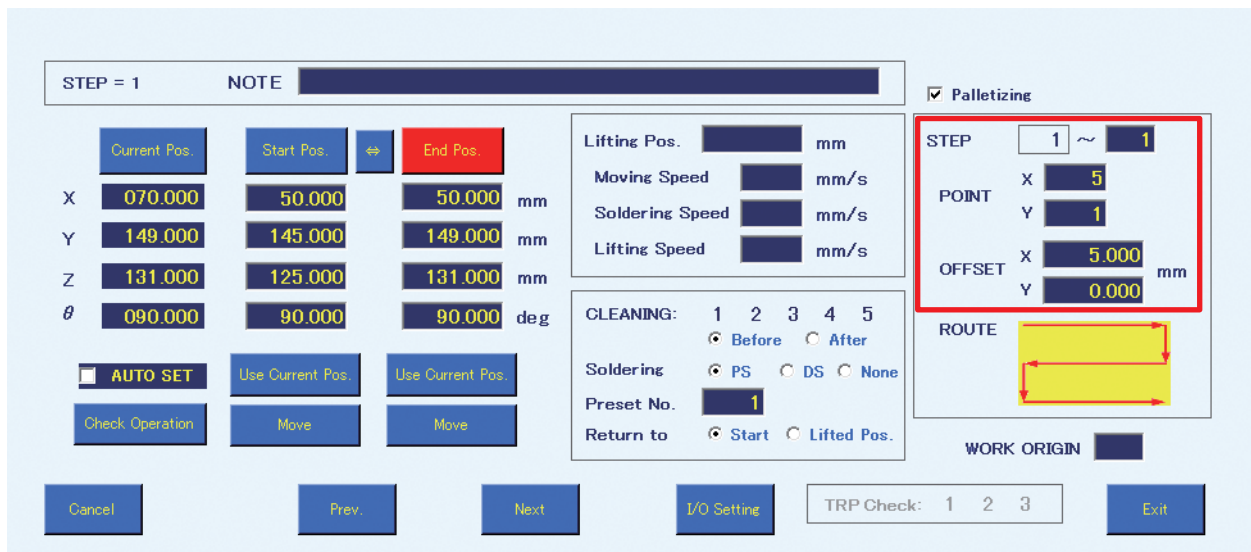 STEP = 1 NOTE
Palletizing
Current Pos. Start Pos. ⇔ End Pos.
X 070.000 50.000 50.000 mm
Y 149.000 145.000 149.000 mm
Z 131.000 125.000 131.000 mm
θ 090.000 90.000 90.000 deg
AUTO SET Use Current Pos. Use Current Pos.
Check Operation Move Move
Lifting Pos. mm
Moving Speed mm/s
Soldering Speed mm/s
Lifting Speed mm/s
CLEANING: 1 2 3 4 5
Before After
Soldering PS DS None
Preset No. 1
Return to Start Lifted Pos.
STEP 1 ~ 1
POINT X 5
Y 1
OFFSET X 5.000 mm
Y 0.000
ROUTE
WORK ORIGIN
Cancel Prev. Next I/O Setting TRP Check: 1 2 3 Exit